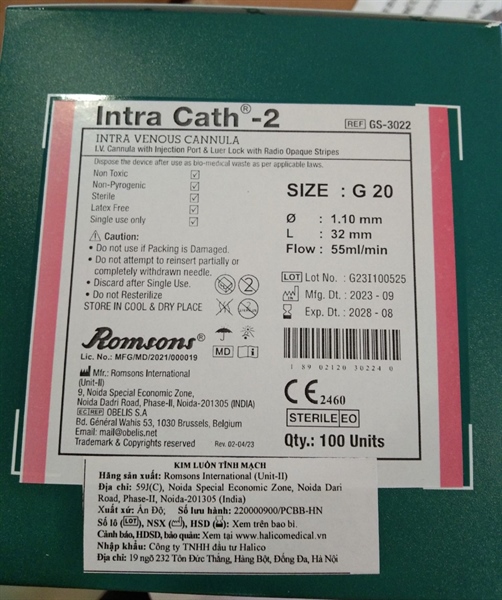 Intra Cath®-2
REF GS-3022
INTRA VENOUS CANNULA
I.V. Cannula with Injection Port & Luer Lock with Radio Opaque Stripes
Dispose the device after use as bio-medical waste as per applicable laws.
Non Toxic
Non-Pyrogenic
Sterile
Latex Free
Single use only
SIZE : G 20
Ø : 1.10 mm
L : 32 mm
Flow : 55ml/min
Caution:
• Do not use if Packing is Damaged.
• Do not attempt to reinsert partially or
completely withdrawn needle.
• Discard after Single Use.
• Do not Resterilize
STORE IN COOL & DRY PLACE
LOT Lot No. : G23I100525
Mfg. Dt. : 2023 - 09
Exp. Dt. : 2028 - 08
Romsons®
Lic. No.: MFG/MD/2021/000019
MD
Mfr.: Romsons International
(Unit-II)
9, Noida Special Economic Zone,
Noida Dadri Road, Phase-II, Noida-201305 (INDIA)
EC REP OBELIS S.A
Bd. Général Wahis 53, 1030 Brussels, Belgium
Email: mail@obelis.net
Trademark & Copyrights reserved
Rev. 02-04/23
1 89 02120 30224 0
CE 2460
STERILE EO
Qty.: 100 Units
KIM LUỒN TĨNH MẠCH
Hãng sản xuất: Romsons International (Unit-II)
Địa chỉ: 59J(C), Noida Special Economic Zone, Noida Dari
Road, Phase-II, Noida-201305 (India)
Xuất xứ: Ấn Độ; Số lưu hành: 220000900/PCBB-HN
Số lô (LOT), NSX, HSD: Xem trên bao bì.
Cảnh báo, HDSD, bảo quản: Xem tại www.halicomedical.vn
Nhập khẩu: Công ty TNHH đầu tư Halico
Địa chỉ: 19 ngõ 232 Tôn Đức Thắng, Hàng Bột, Đống Đa, Hà Nội